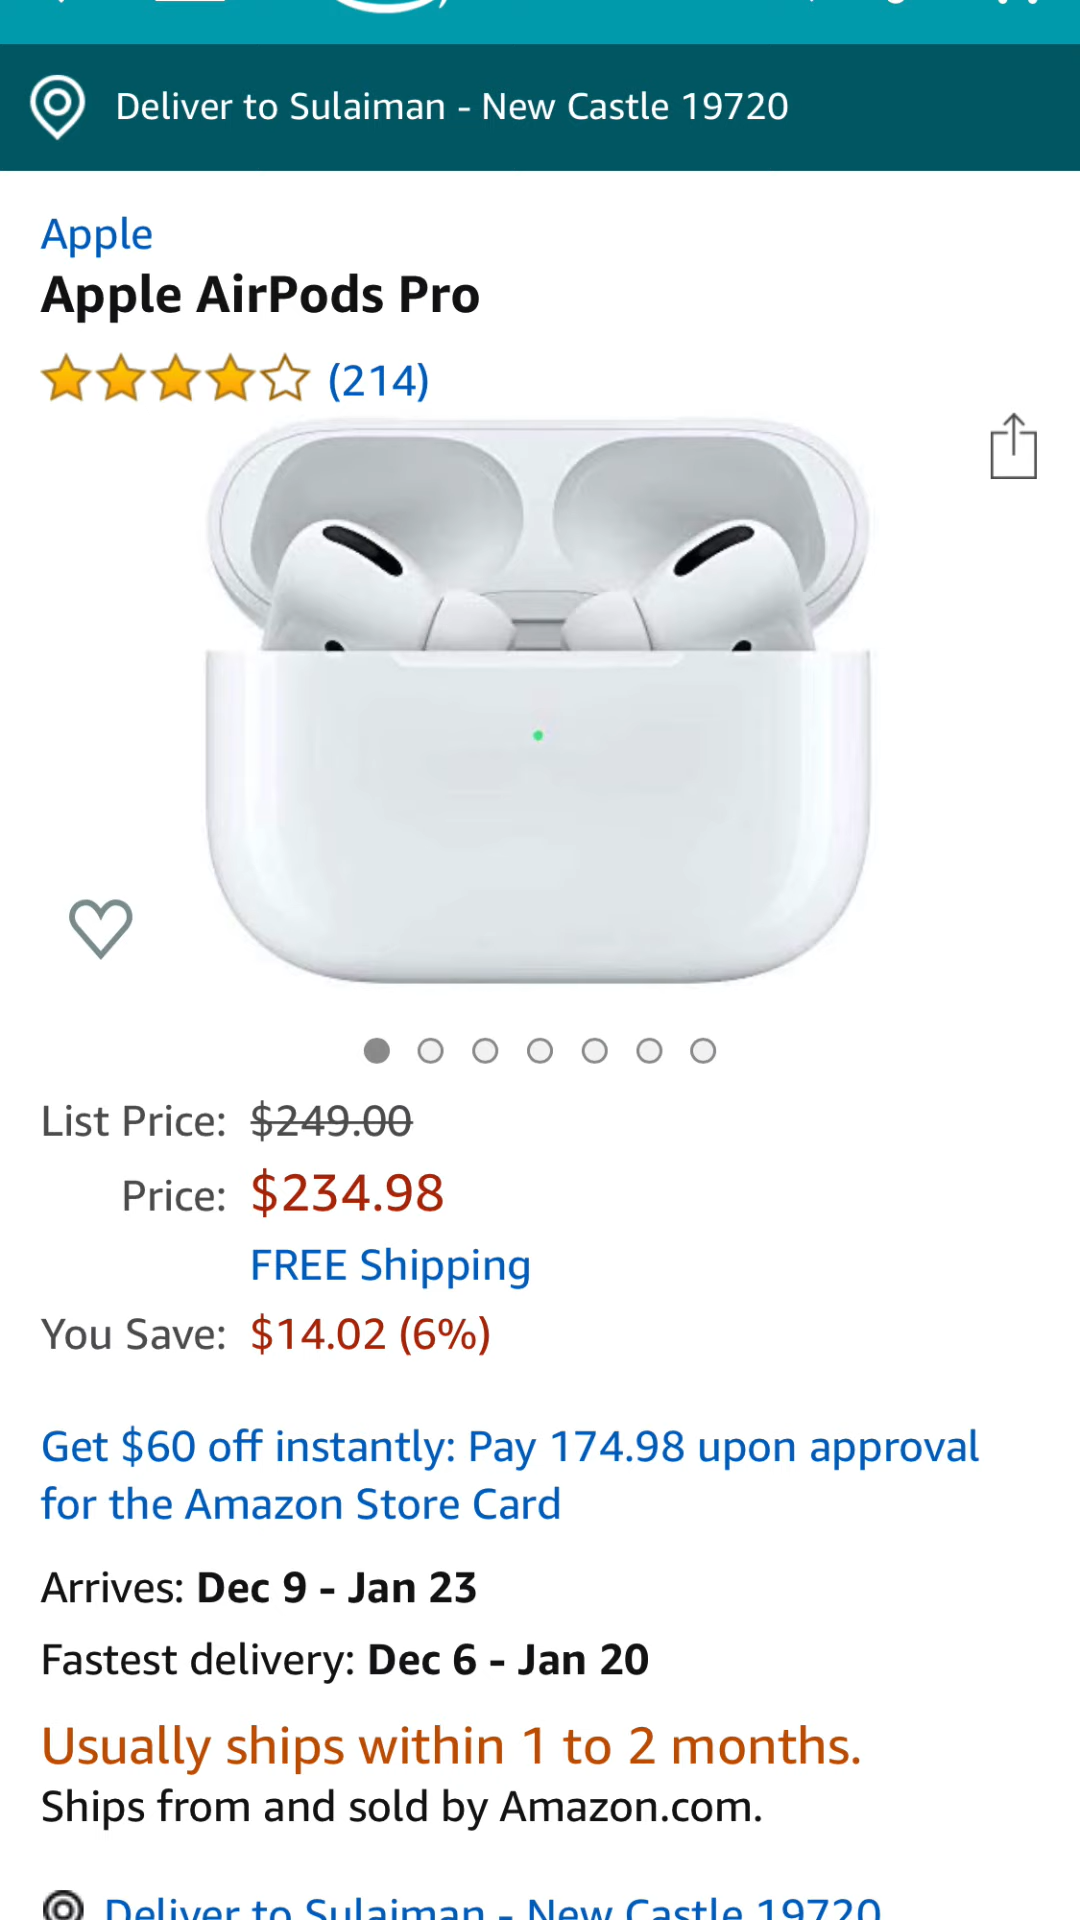 Deliver to Sulaiman - New Castle 19720
Apple
Apple AirPods Pro
(214)
List Price: $249.00
Price: $234.98
FREE Shipping
You Save: $14.02 (6%)
Get $60 off instantly: Pay 174.98 upon approval
for the Amazon Store Card
Arrives: Dec 9 - Jan 23
Fastest delivery: Dec 6 - Jan 20
Usually ships within 1 to 2 months.
Ships from and sold by Amazon.com.
Deliver to Sulaiman - New Castle 19720